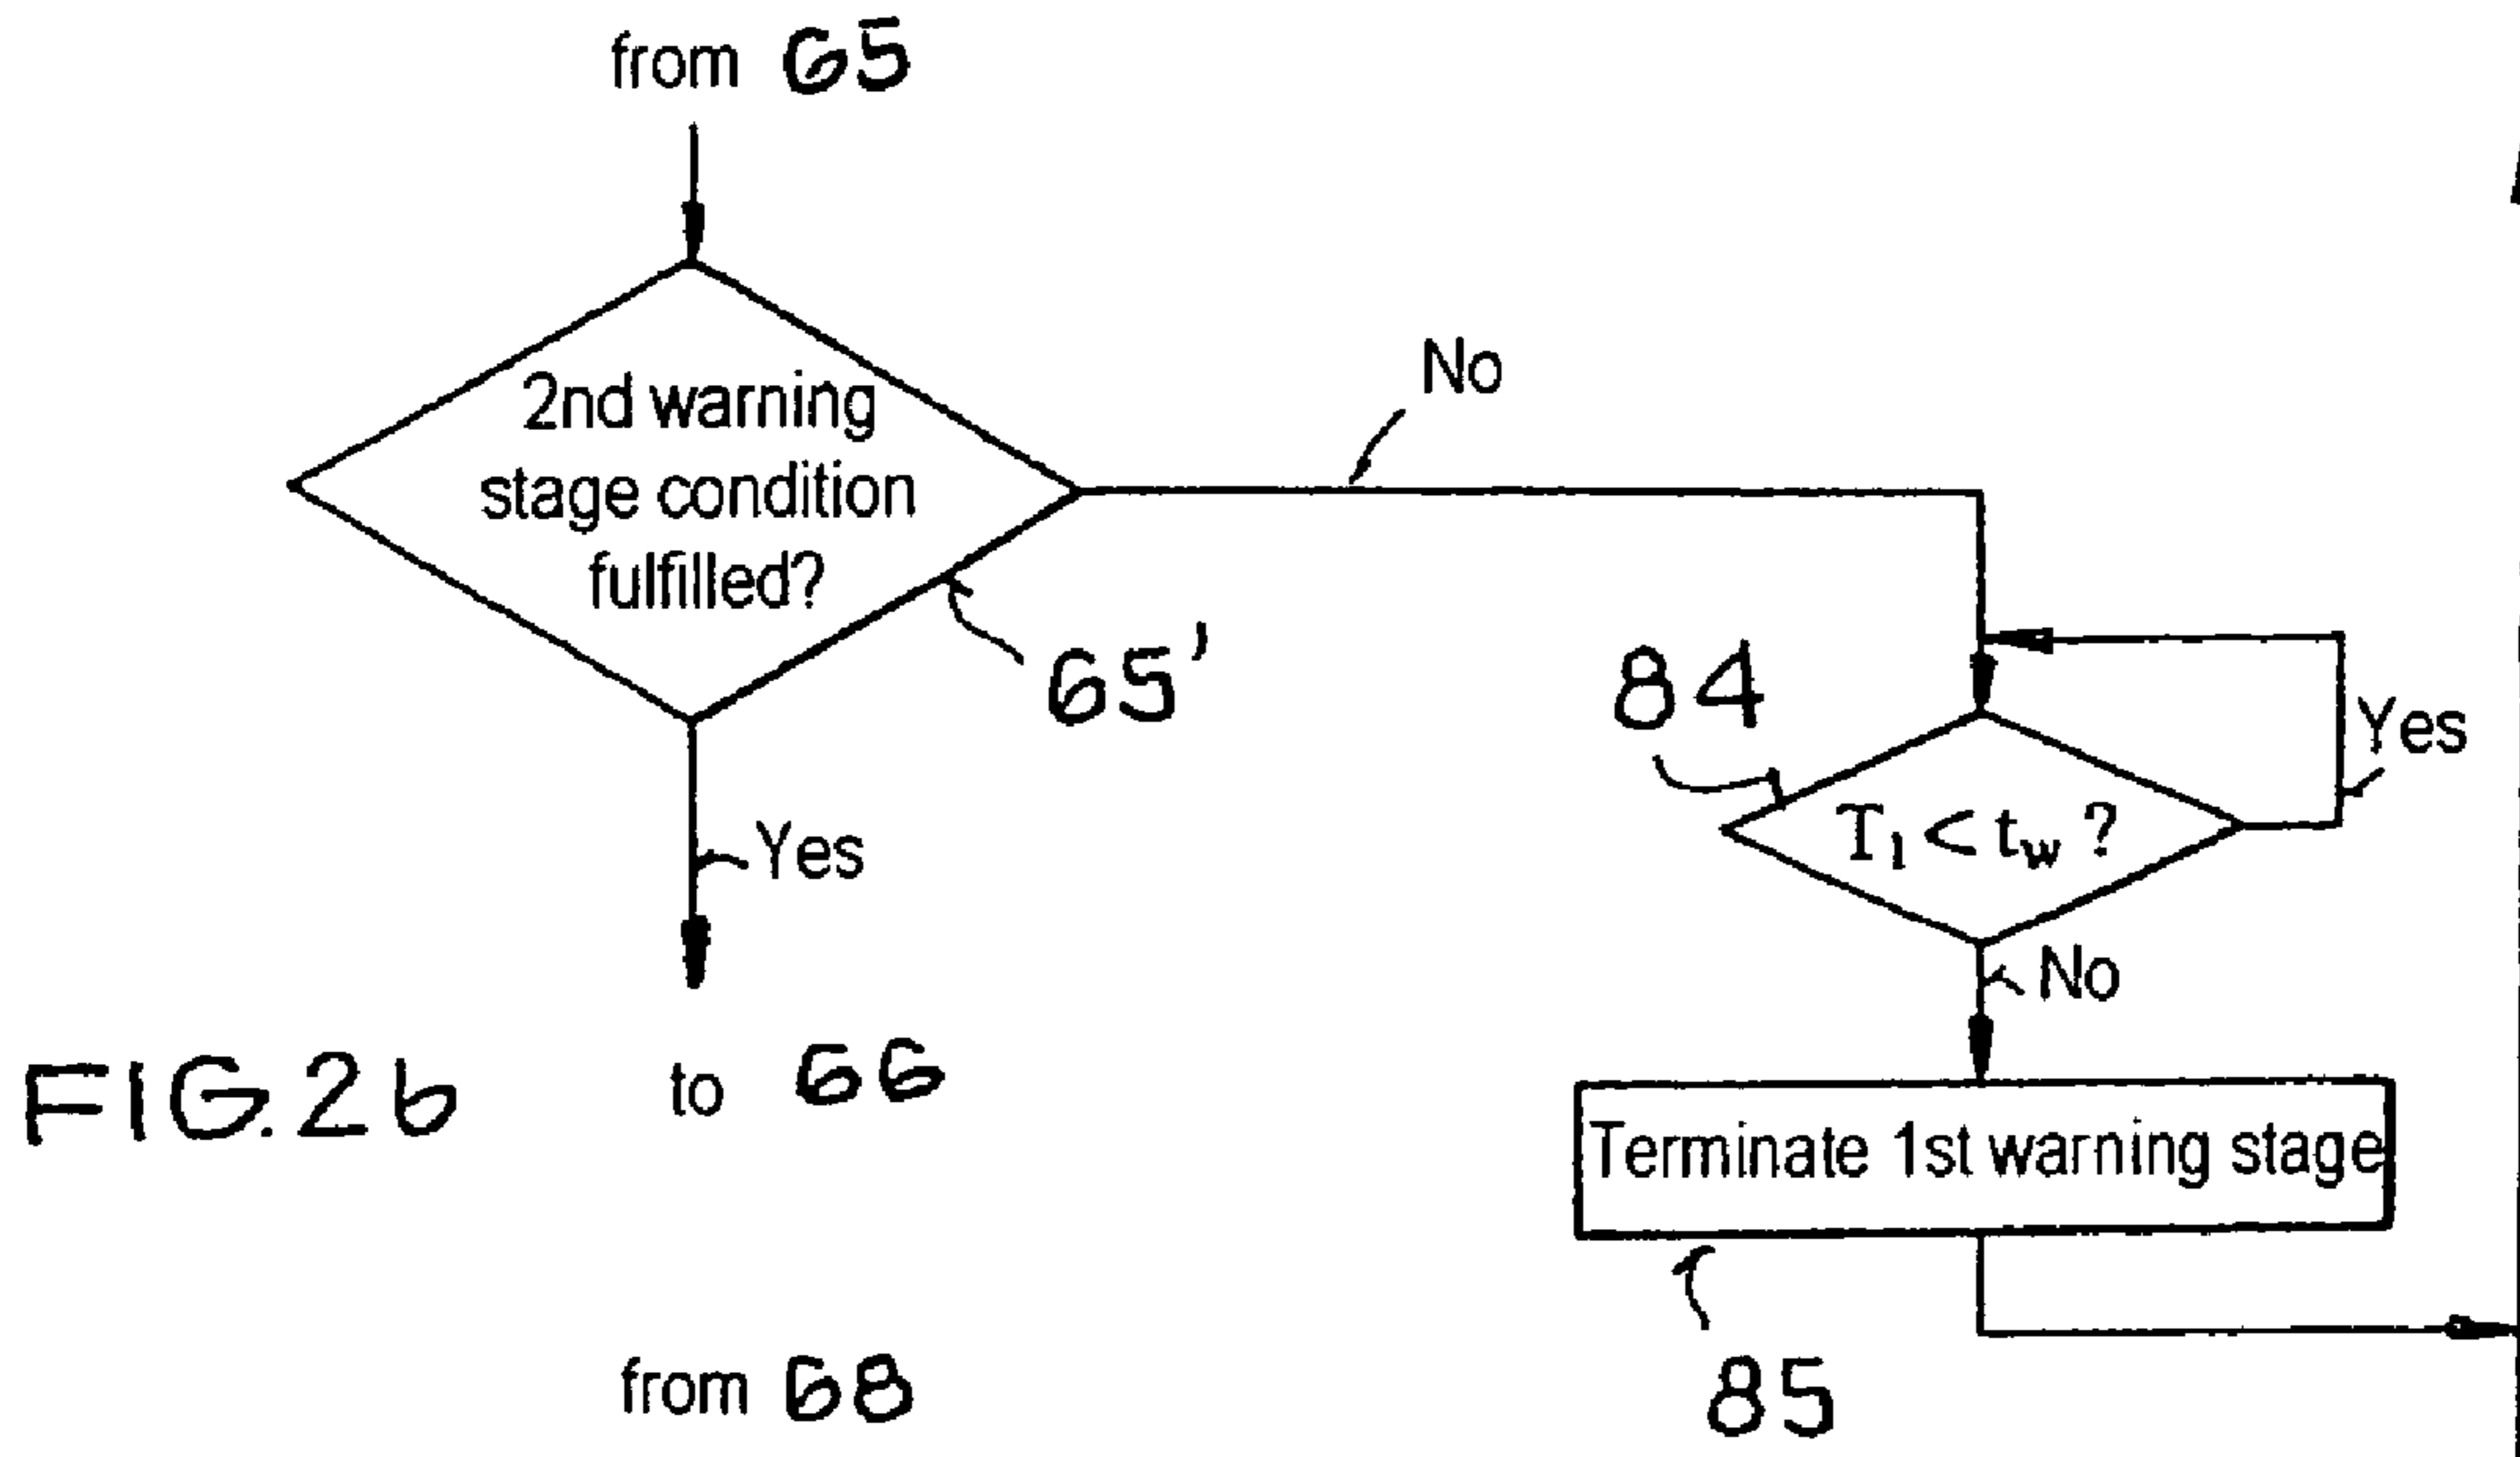 from 65
2nd warning
stage condition
fulfilled?
No
65'
84
Yes
T₁ < t_w ?
Yes
No
FIG. 2b
to 66
Terminate 1st warning stage
from 68
85